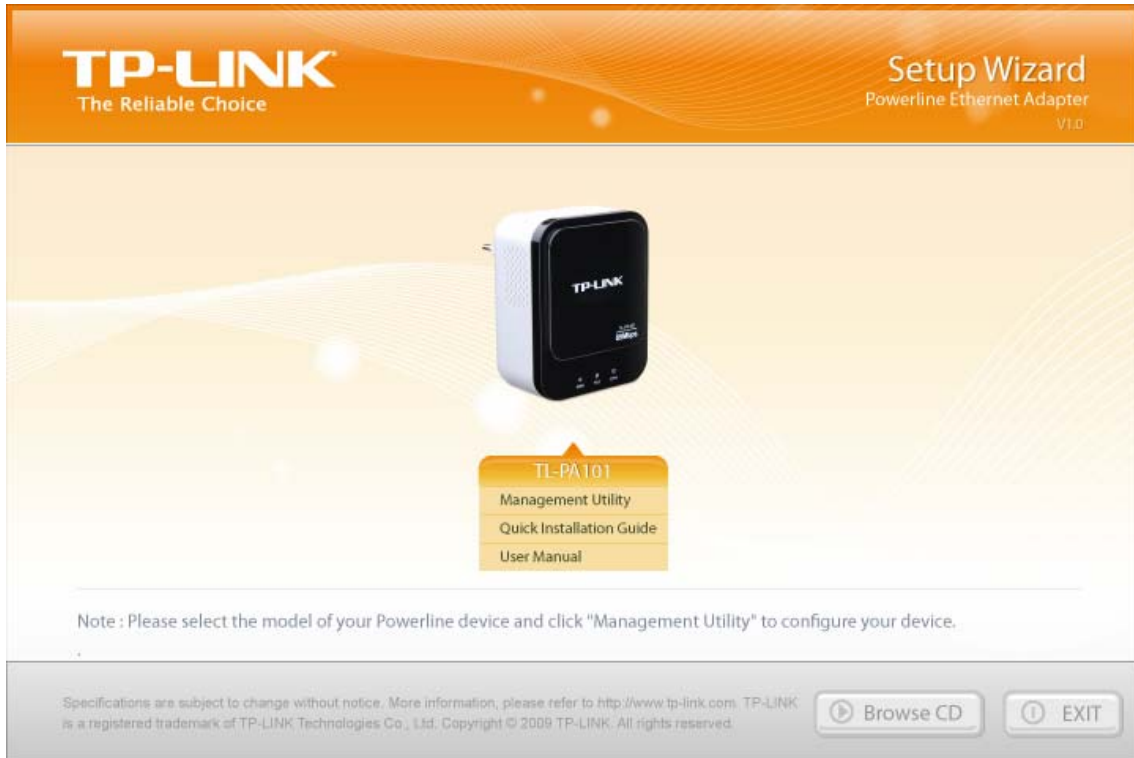 TP-LINK
The Reliable Choice
Setup Wizard
Powerline Ethernet Adapter
V1.0
TP-LINK
TL-PA101
Management Utility
Quick Installation Guide
User Manual
Note : Please select the model of your Powerline device and click "Management Utility" to configure your device.
.
Specifications are subject to change without notice. More information, please refer to http://www.tp-link.com. TP-LINK
is a registered trademark of TP-LINK Technologies Co., Ltd. Copyright © 2009 TP-LINK. All rights reserved.
Browse CD
EXIT